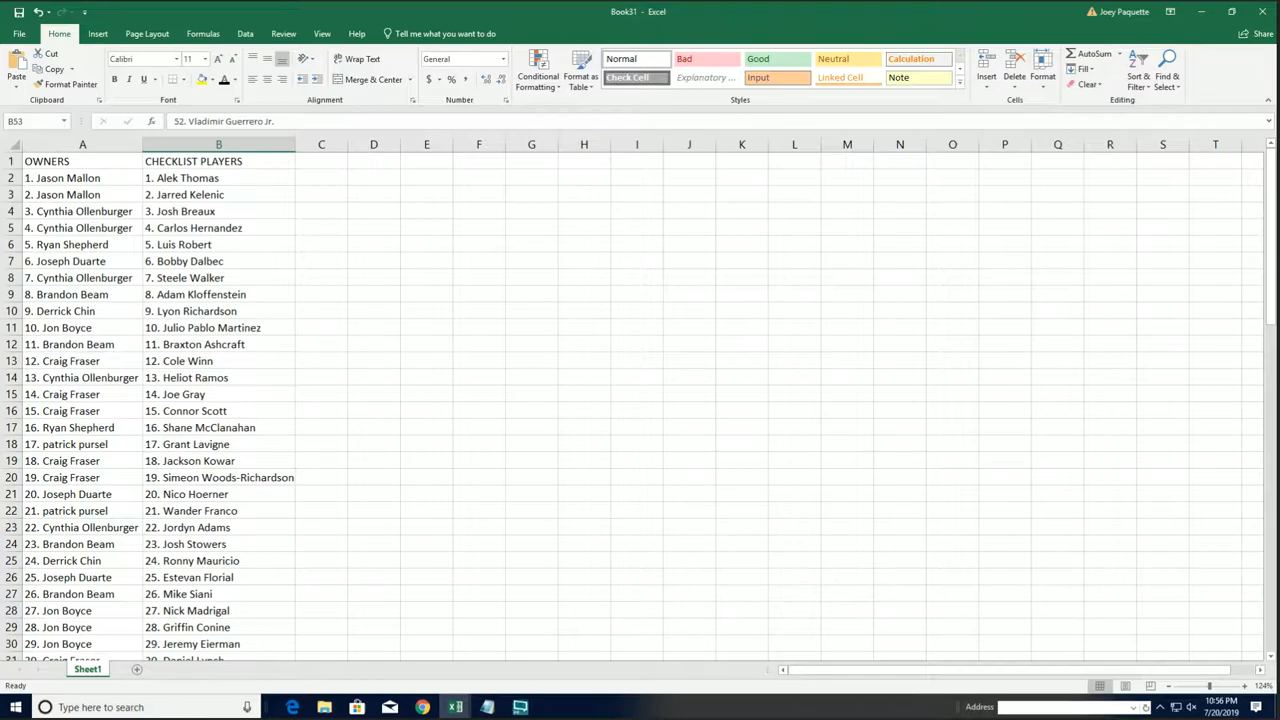 Book31 - Excel
Joey Paquette
File Home Insert Page Layout Formulas Data Review View Help Tell me what you want to do Share
Paste Cut Copy Format Painter Clipboard
Calibri 11 B I U Font
Wrap Text Merge & Center Alignment
General $ % Number
Conditional Formatting Format as Table
Normal Bad Good Neutral Calculation
Check Cell Explanatory ... Input Linked Cell Note
Styles
Insert Delete Format Cells
AutoSum Fill Clear Sort & Filter Find & Select Editing
B53 fx 52. Vladimir Guerrero Jr.
A B C D E F G H I J K L M N O P Q R S T
1 OWNERS CHECKLIST PLAYERS
2 1. Jason Mallon 1. Alek Thomas
3 2. Jason Mallon 2. Jarred Kelenic
4 3. Cynthia Ollenburger 3. Josh Breaux
5 4. Cynthia Ollenburger 4. Carlos Hernandez
6 5. Ryan Shepherd 5. Luis Robert
7 6. Joseph Duarte 6. Bobby Dalbec
8 7. Cynthia Ollenburger 7. Steele Walker
9 8. Brandon Beam 8. Adam Kloffenstein
10 9. Derrick Chin 9. Lyon Richardson
11 10. Jon Boyce 10. Julio Pablo Martinez
12 11. Brandon Beam 11. Braxton Ashcraft
13 12. Craig Fraser 12. Cole Winn
14 13. Cynthia Ollenburger 13. Heliot Ramos
15 14. Craig Fraser 14. Joe Gray
16 15. Craig Fraser 15. Connor Scott
17 16. Ryan Shepherd 16. Shane McClanahan
18 17. patrick pursel 17. Grant Lavigne
19 18. Craig Fraser 18. Jackson Kowar
20 19. Craig Fraser 19. Simeon Woods-Richardson
21 20. Joseph Duarte 20. Nico Hoerner
22 21. patrick pursel 21. Wander Franco
23 22. Cynthia Ollenburger 22. Jordyn Adams
24 23. Brandon Beam 23. Josh Stowers
25 24. Derrick Chin 24. Ronny Mauricio
26 25. Joseph Duarte 25. Estevan Florial
27 26. Brandon Beam 26. Mike Siani
28 27. Jon Boyce 27. Nick Madrigal
29 28. Jon Boyce 28. Griffin Conine
30 29. Jon Boyce 29. Jeremy Eierman
31 30. Craig Fraser 30. Daniel Lynch
Sheet1
Ready 124%
Type here to search Address 10:56 PM
7/20/2019